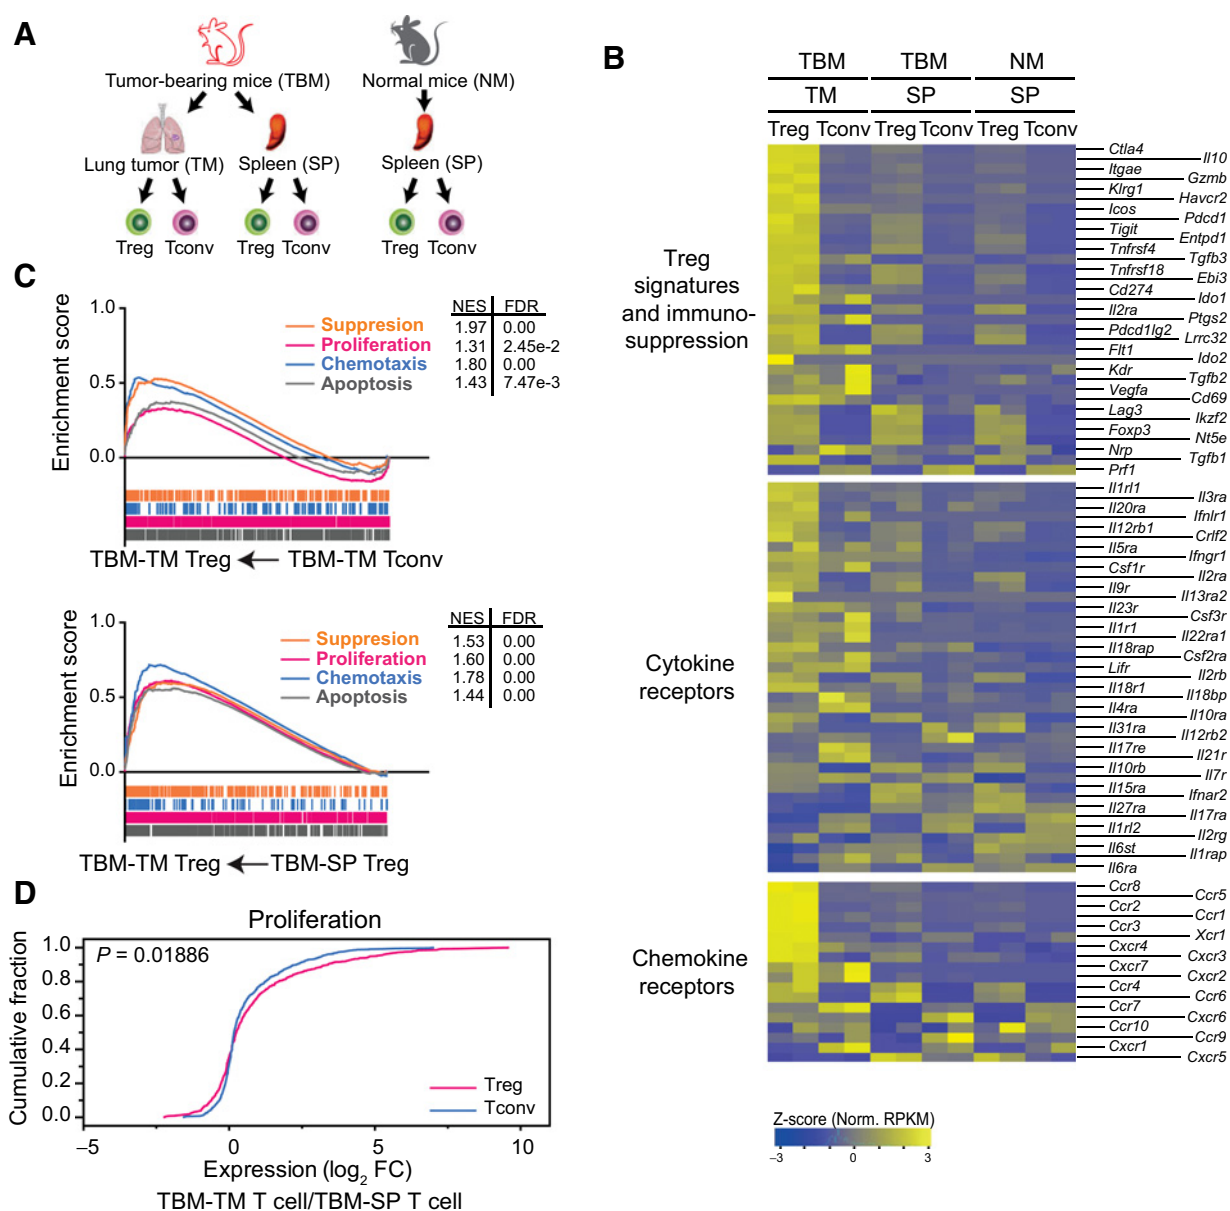 A
Tumor-bearing mice (TBM)
Normal mice (NM)
Lung tumor (TM)
Spleen (SP)
Spleen (SP)
Treg Tconv
Treg Tconv
Treg Tconv
B
TBM TBM NM
TM SP SP
Treg Tconv Treg Tconv Treg Tconv
Treg
signatures
and immuno-
suppression
Ctla4
Il10
Itgae
Gzmb
Klrg1
Havcr2
Icos
Pdcd1
Tigit
Entpd1
Tnfrsf4
Tgfb3
Tnfrsf18
Ebi3
Cd274
Ido1
Il2ra
Ptgs2
Pdcd1lg2
Lrrc32
Flt1
Ido2
Kdr
Tgfb2
Vegfa
Cd69
Lag3
Ikzf2
Foxp3
Nt5e
Nrp
Tgfb1
Prf1
Cytokine
receptors
Il1rl1
Il3ra
Il20ra
Ifnlr1
Il12rb1
Crlf2
Il5ra
Ifngr1
Csf1r
Il2ra
Il9r
Il13ra2
Il23r
Csf3r
Il1r1
Il22ra1
Il18rap
Csf2ra
Lifr
Il2rb
Il18r1
Il18bp
Il4ra
Il10ra
Il31ra
Il12rb2
Il17re
Il21r
Il10rb
Il7r
Il15ra
Ifnar2
Il27ra
Il17ra
Il1rl2
Il2rg
Il6st
Il1rap
Il6ra
Chemokine
receptors
Ccr8
Ccr5
Ccr2
Ccr1
Ccr3
Xcr1
Cxcr4
Cxcr3
Cxcr7
Cxcr2
Ccr4
Ccr6
Ccr7
Cxcr6
Ccr10
Ccr9
Cxcr1
Cxcr5
Z-score (Norm. RPKM)
−3 0 3
C
Enrichment score
1.0
0.5
0.0
NES FDR
Suppresion 1.97 0.00
Proliferation 1.31 2.45e-2
Chemotaxis 1.80 0.00
Apoptosis 1.43 7.47e-3
TBM-TM Treg TBM-TM Tconv
Enrichment score
1.0
0.5
0.0
NES FDR
Suppresion 1.53 0.00
Proliferation 1.60 0.00
Chemotaxis 1.78 0.00
Apoptosis 1.44 0.00
TBM-TM Treg TBM-SP Treg
D
Proliferation
P = 0.01886
Cumulative fraction
1.0
0.8
0.6
0.4
0.2
0.0
Treg
Tconv
−5 0 5 10
Expression (log2 FC)
TBM-TM T cell/TBM-SP T cell